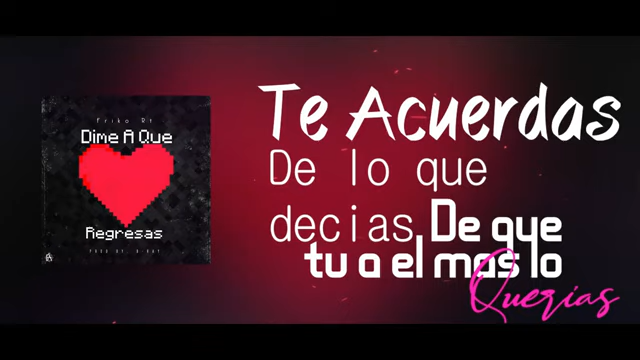 Friko Rt
Dime A Que
Regresas
Te Acuerdas
De lo que
decias De que
tu a el mas lo
Querias